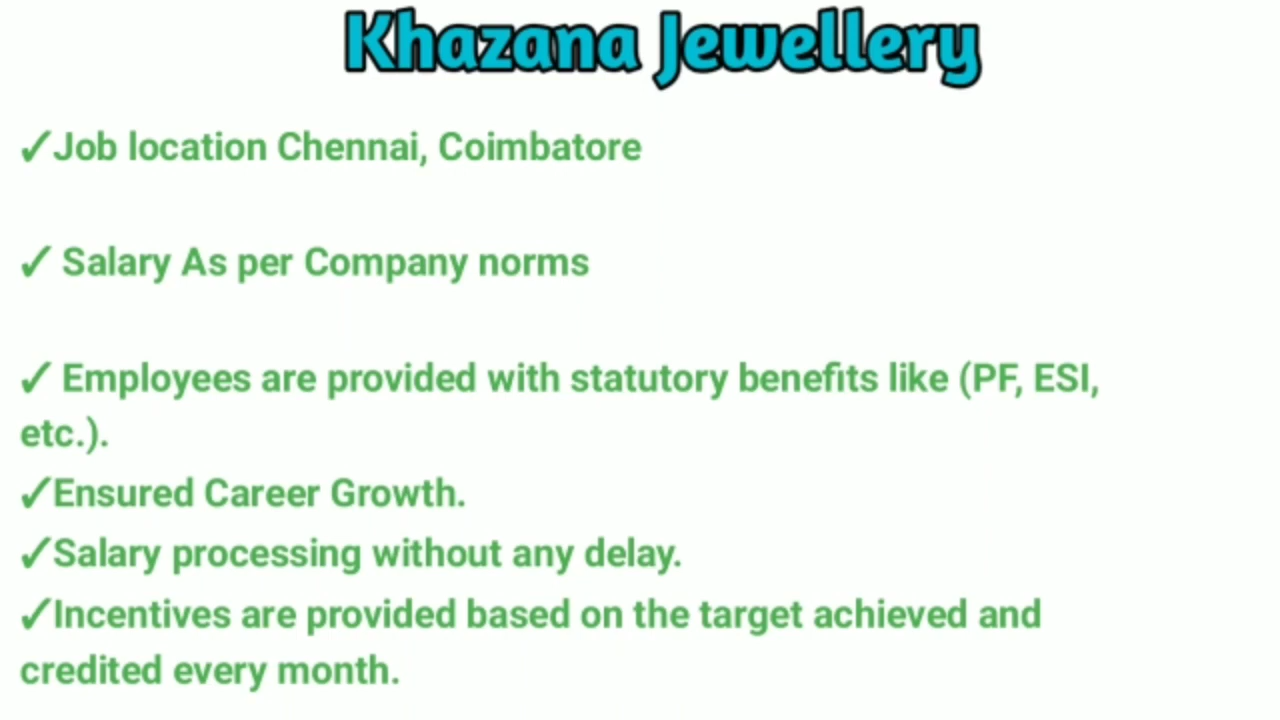 Khazana Jewellery
✓Job location Chennai, Coimbatore
✓ Salary As per Company norms
✓ Employees are provided with statutory benefits like (PF, ESI,
etc.).
✓Ensured Career Growth.
✓Salary processing without any delay.
✓Incentives are provided based on the target achieved and
credited every month.